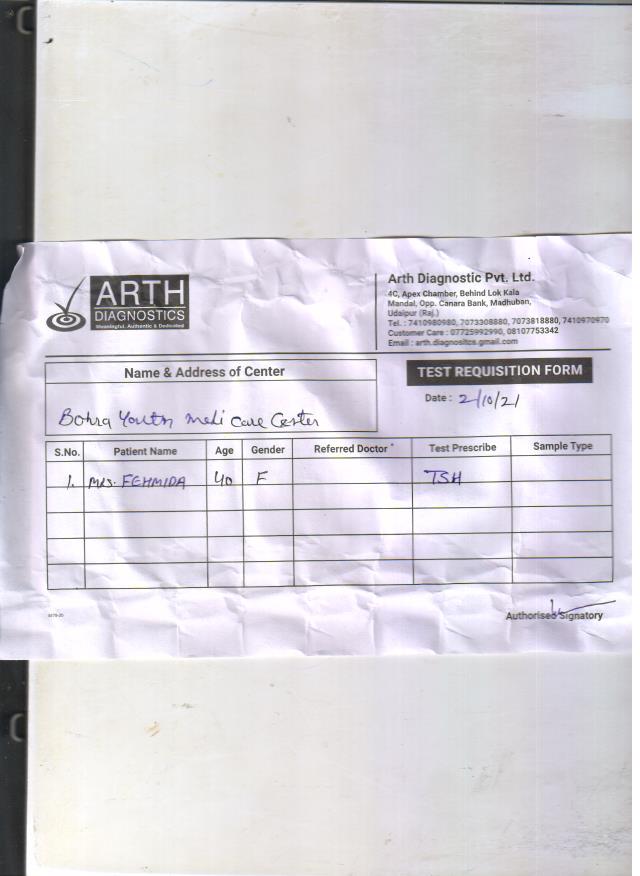 ARTH
DIAGNOSTICS
Meaningful, Authentic & Dedicated
Arth Diagnostic Pvt. Ltd.
4C, Apex Chamber, Behind Lok Kala
Mandal, Opp. Canara Bank, Madhuban,
Udaipur (Raj.)
Tel. : 7410980980, 7073308880, 7073818880, 7410970970
Customer Care : 07725992990, 08107753342
Email : arth.diagnositcs.gmail.com
Name & Address of Center
TEST REQUISITION FORM
Date : 2/10/21
Bohra Youth Medi Care Center
S.No. Patient Name Age Gender Referred Doctor Test Prescribe Sample Type
1. MRS. FEHMIDA 40 F TSH
Authorised Signatory